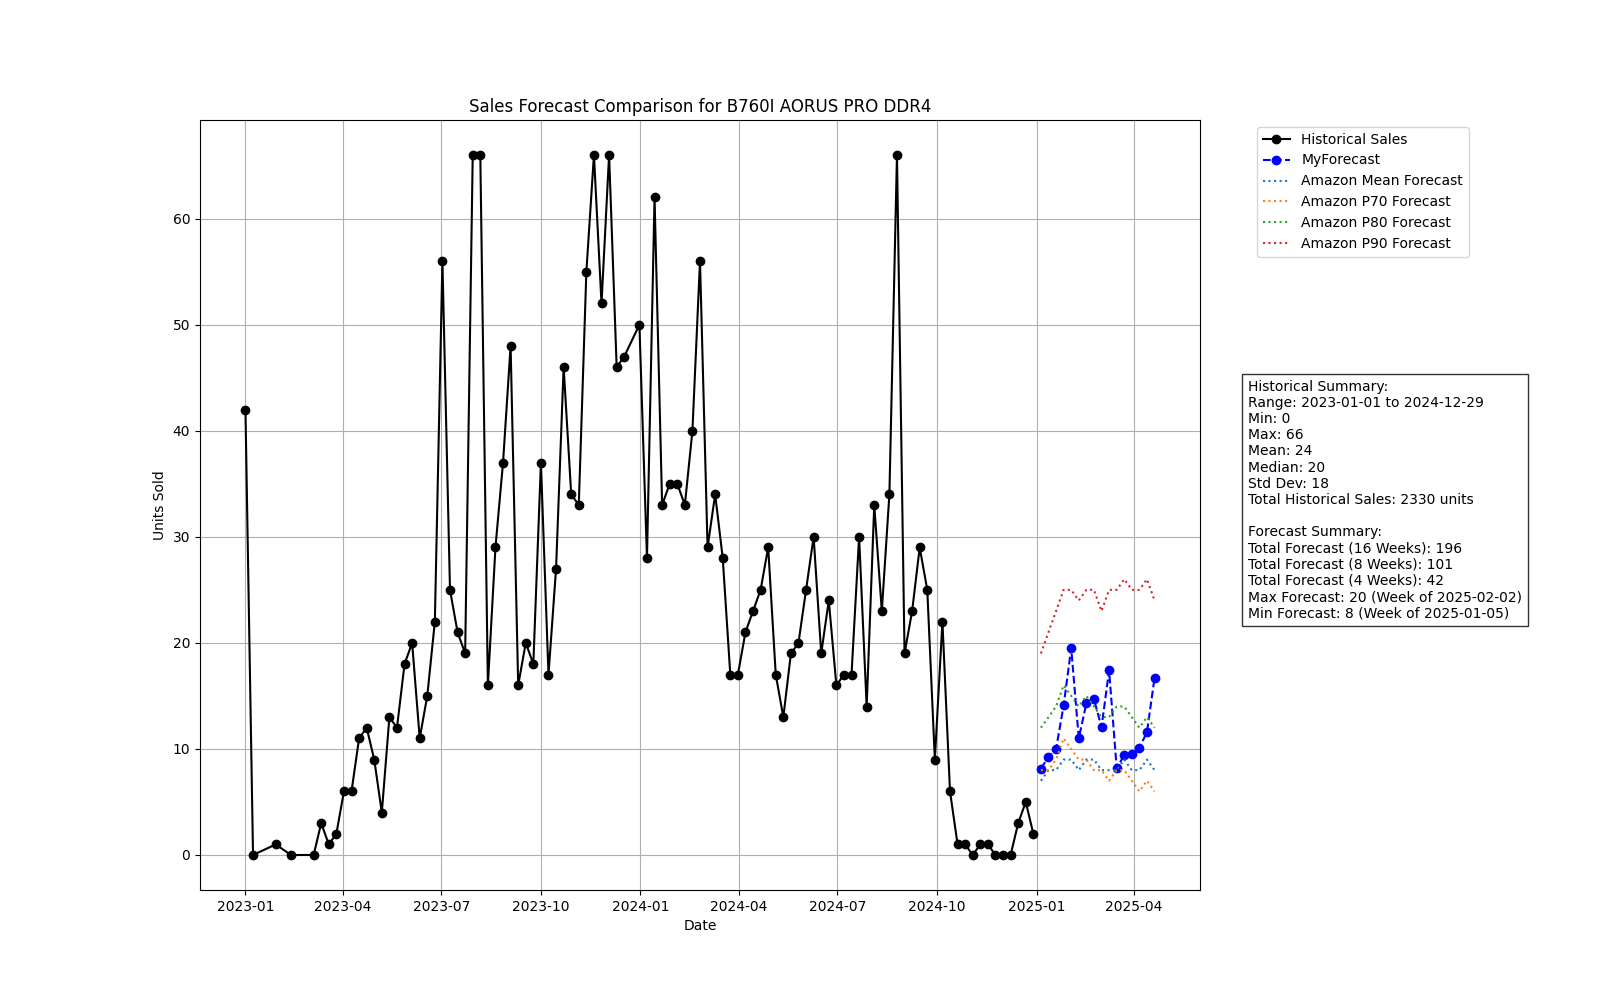 Sales Forecast Comparison for B760I AORUS PRO DDR4
Historical Sales
MyForecast
Amazon Mean Forecast
Amazon P70 Forecast
Amazon P80 Forecast
Amazon P90 Forecast
60
50
40
30
20
10
0
Units Sold
2023-01
2023-04
2023-07
2023-10
2024-01
2024-04
2024-07
2024-10
2025-01
2025-04
Date
Historical Summary:
Range: 2023-01-01 to 2024-12-29
Min: 0
Max: 66
Mean: 24
Median: 20
Std Dev: 18
Total Historical Sales: 2330 units
Forecast Summary:
Total Forecast (16 Weeks): 196
Total Forecast (8 Weeks): 101
Total Forecast (4 Weeks): 42
Max Forecast: 20 (Week of 2025-02-02)
Min Forecast: 8 (Week of 2025-01-05)